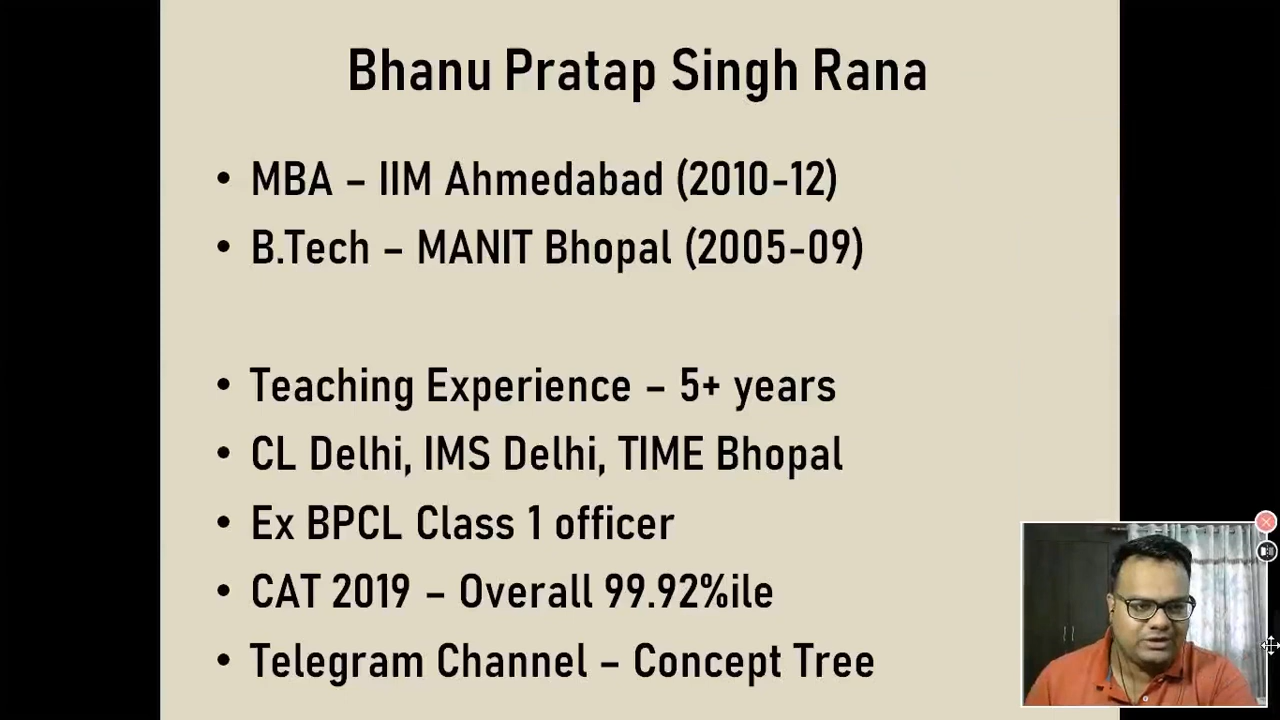 Bhanu Pratap Singh Rana
• MBA – IIM Ahmedabad (2010-12)
• B.Tech – MANIT Bhopal (2005-09)
• Teaching Experience – 5+ years
• CL Delhi, IMS Delhi, TIME Bhopal
• Ex BPCL Class 1 officer
• CAT 2019 – Overall 99.92%ile
• Telegram Channel – Concept Tree